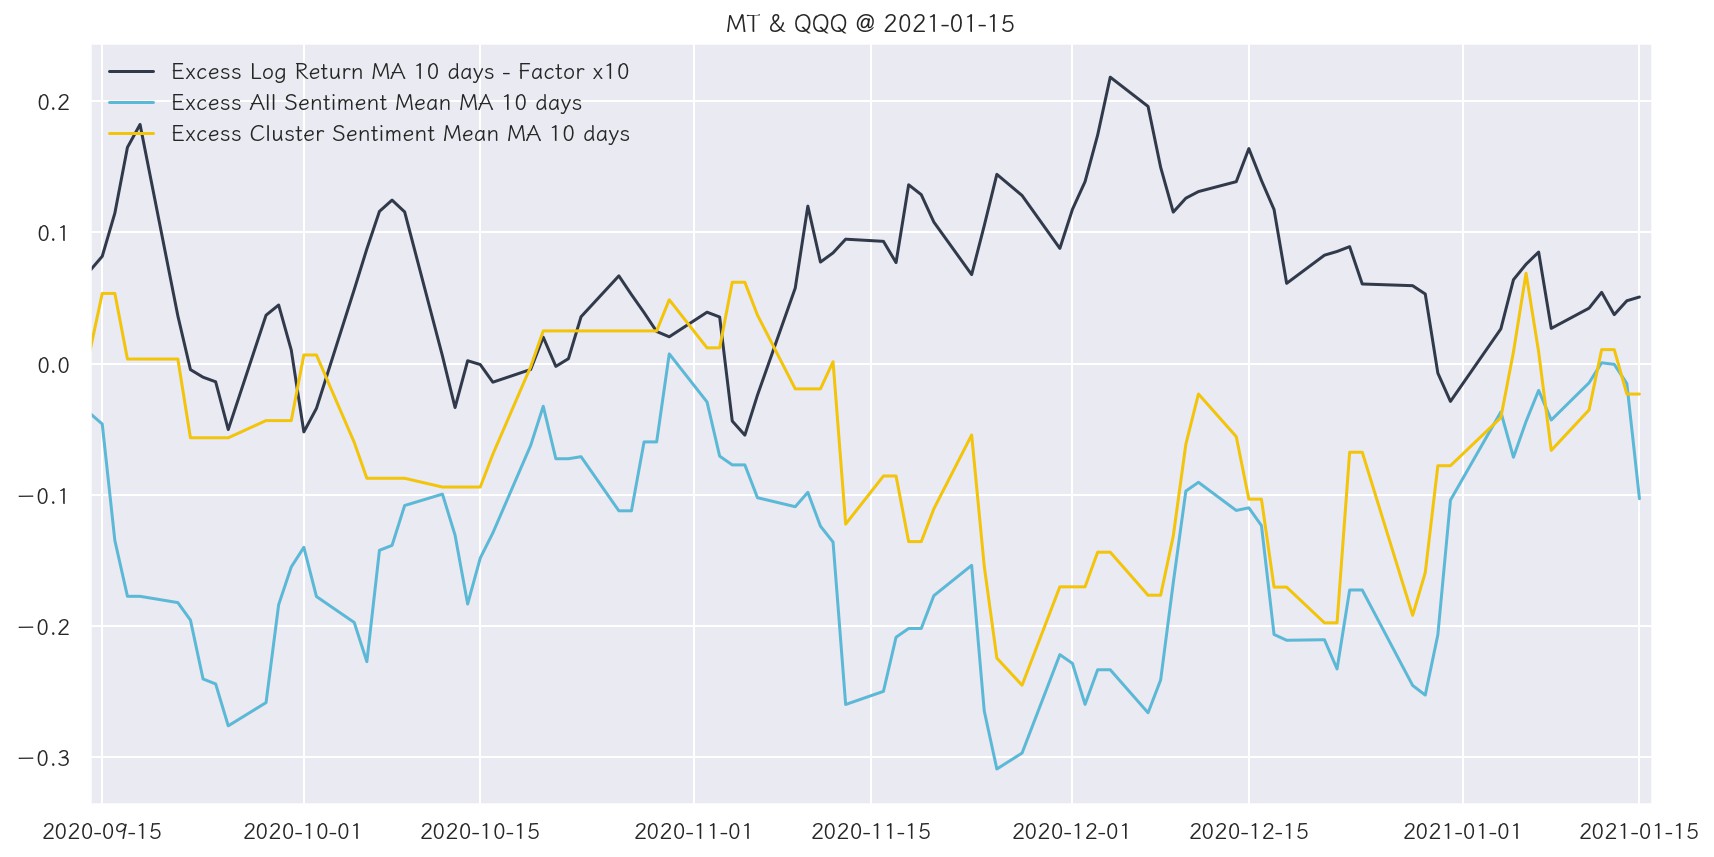 MT & QQQ @ 2021-01-15
Excess Log Return MA 10 days - Factor x10
Excess All Sentiment Mean MA 10 days
Excess Cluster Sentiment Mean MA 10 days
0.2
0.1
0.0
−0.1
−0.2
−0.3
2020-09-15 2020-10-01 2020-10-15 2020-11-01 2020-11-15 2020-12-01 2020-12-15 2021-01-01 2021-01-15